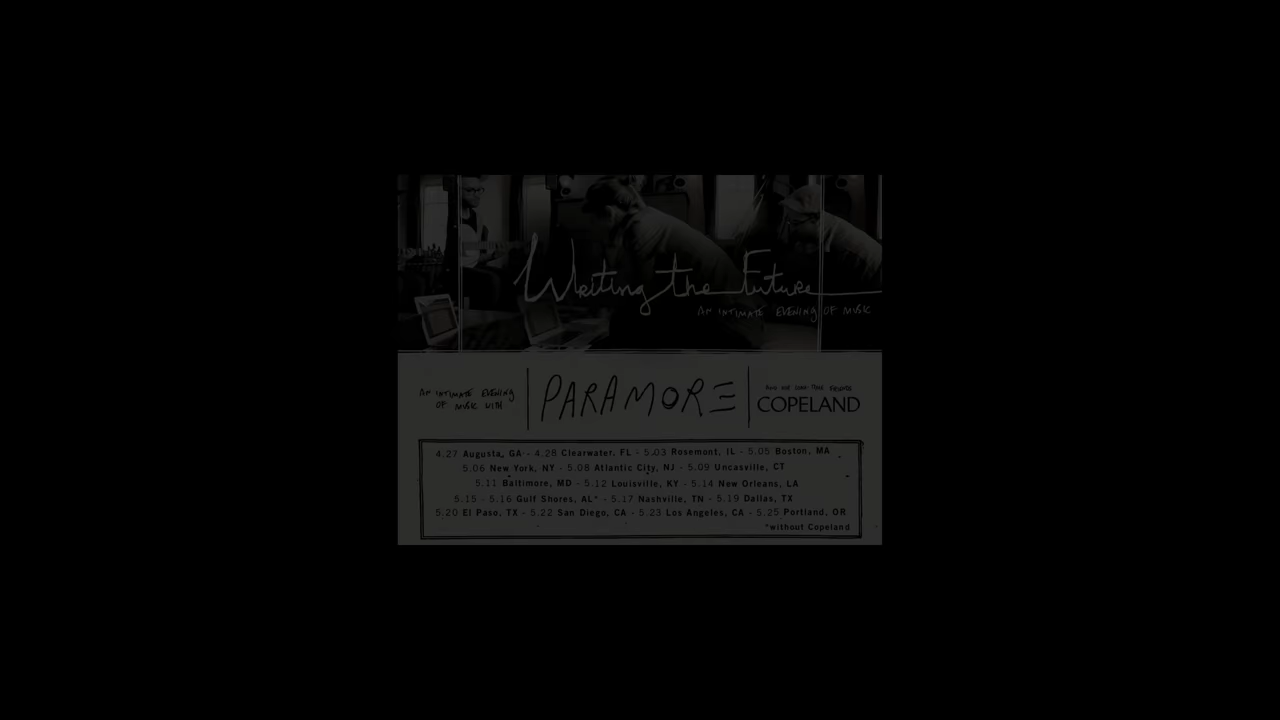 Writing the Future
AN INTIMATE EVENING OF MUSIC
AN INTIMATE EVENING
OF MUSIC WITH
PARAMORE
AND OUR LONG-TIME FRIENDS
COPELAND
4.27 Augusta, GA - 4.28 Clearwater, FL - 5.03 Rosemont, IL - 5.05 Boston, MA
5.06 New York, NY - 5.08 Atlantic City, NJ - 5.09 Uncasville, CT
5.11 Baltimore, MD - 5.12 Louisville, KY - 5.14 New Orleans, LA
5.15 - 5.16 Gulf Shores, AL* - 5.17 Nashville, TN - 5.19 Dallas, TX
5.20 El Paso, TX - 5.22 San Diego, CA - 5.23 Los Angeles, CA - 5.25 Portland, OR
*without Copeland